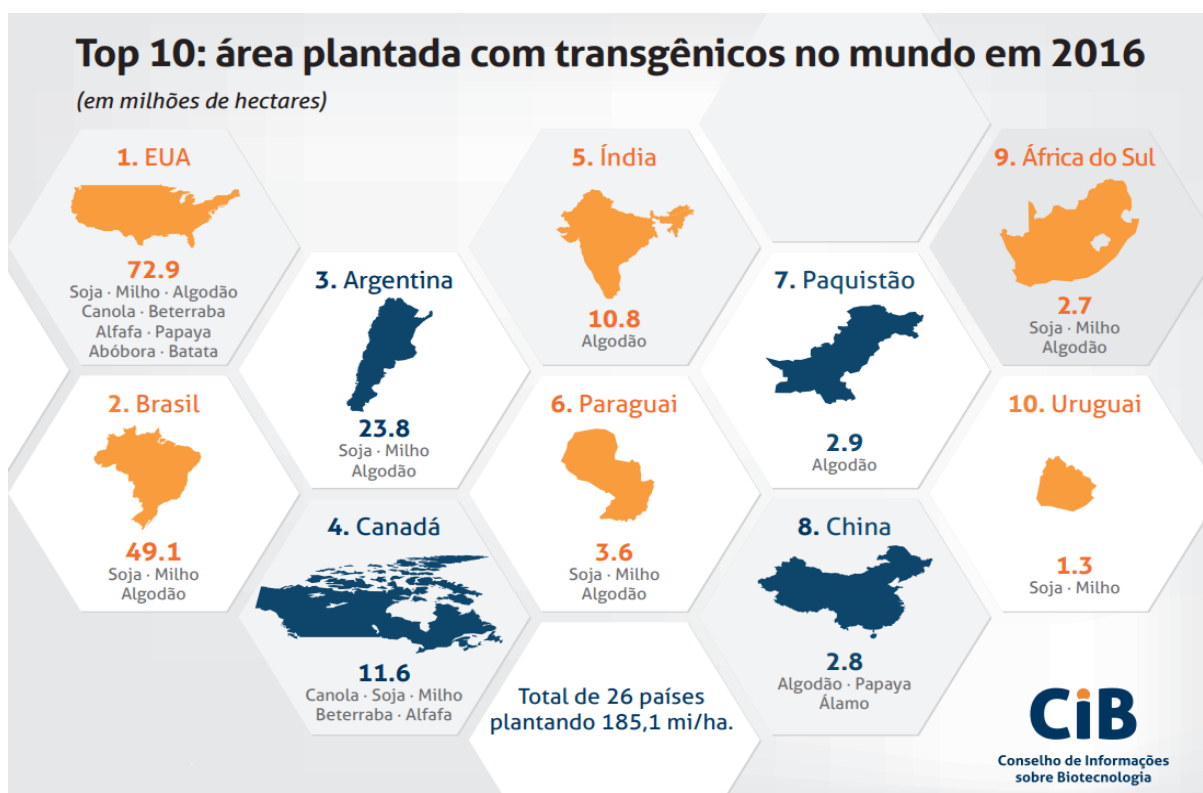 Top 10: área plantada com transgênicos no mundo em 2016
(em milhões de hectares)
1. EUA
72.9
Soja · Milho · Algodão
Canola · Beterraba
Alfafa · Papaya
Abóbora · Batata
2. Brasil
49.1
Soja · Milho
Algodão
3. Argentina
23.8
Soja · Milho
Algodão
4. Canadá
11.6
Canola · Soja · Milho
Beterraba · Alfafa
5. Índia
10.8
Algodão
6. Paraguai
3.6
Soja · Milho
Algodão
7. Paquistão
2.9
Algodão
8. China
2.8
Algodão · Papaya
Álamo
9. África do Sul
2.7
Soja · Milho
Algodão
10. Uruguai
1.3
Soja · Milho
Total de 26 países
plantando 185,1 mi/ha.
CiB
Conselho de Informações
sobre Biotecnologia